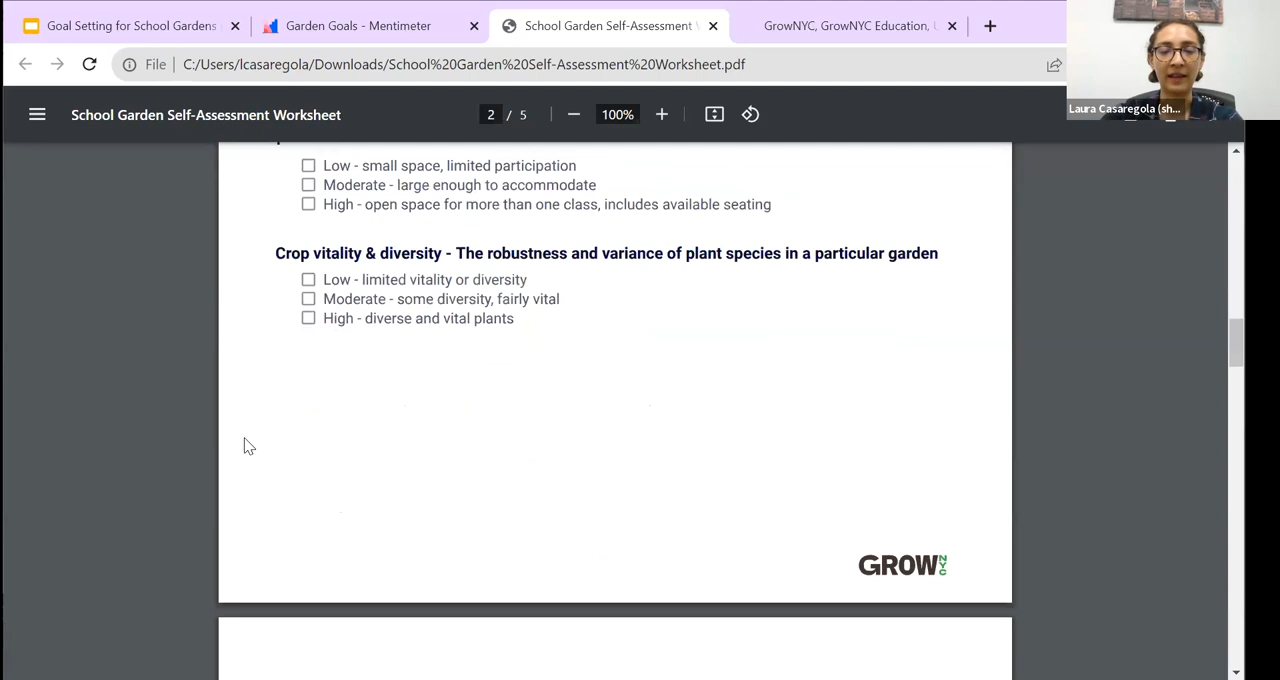 Goal Setting for School Gardens
Garden Goals - Mentimeter
School Garden Self-Assessment
GrowNYC, GrowNYC Education,
File
C:/Users/lcasaregola/Downloads/School%20Garden%20Self-Assessment%20Worksheet.pdf
Laura Casaregola (sh...
School Garden Self-Assessment Worksheet
2 / 5
100%
Low - small space, limited participation
Moderate - large enough to accommodate
High - open space for more than one class, includes available seating
Crop vitality & diversity - The robustness and variance of plant species in a particular garden
Low - limited vitality or diversity
Moderate - some diversity, fairly vital
High - diverse and vital plants
GROWNYC